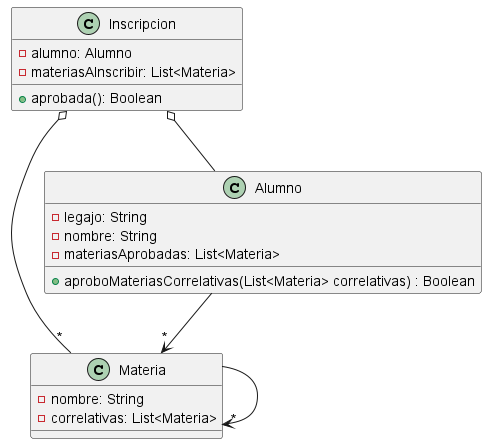 C Inscripcion
alumno: Alumno
materiasAInscribir: List<Materia>
aprobada(): Boolean
C Alumno
legajo: String
nombre: String
materiasAprobadas: List<Materia>
aproboMateriasCorrelativas(List<Materia> correlativas) : Boolean
*
*
C Materia
nombre: String
correlativas: List<Materia>
*